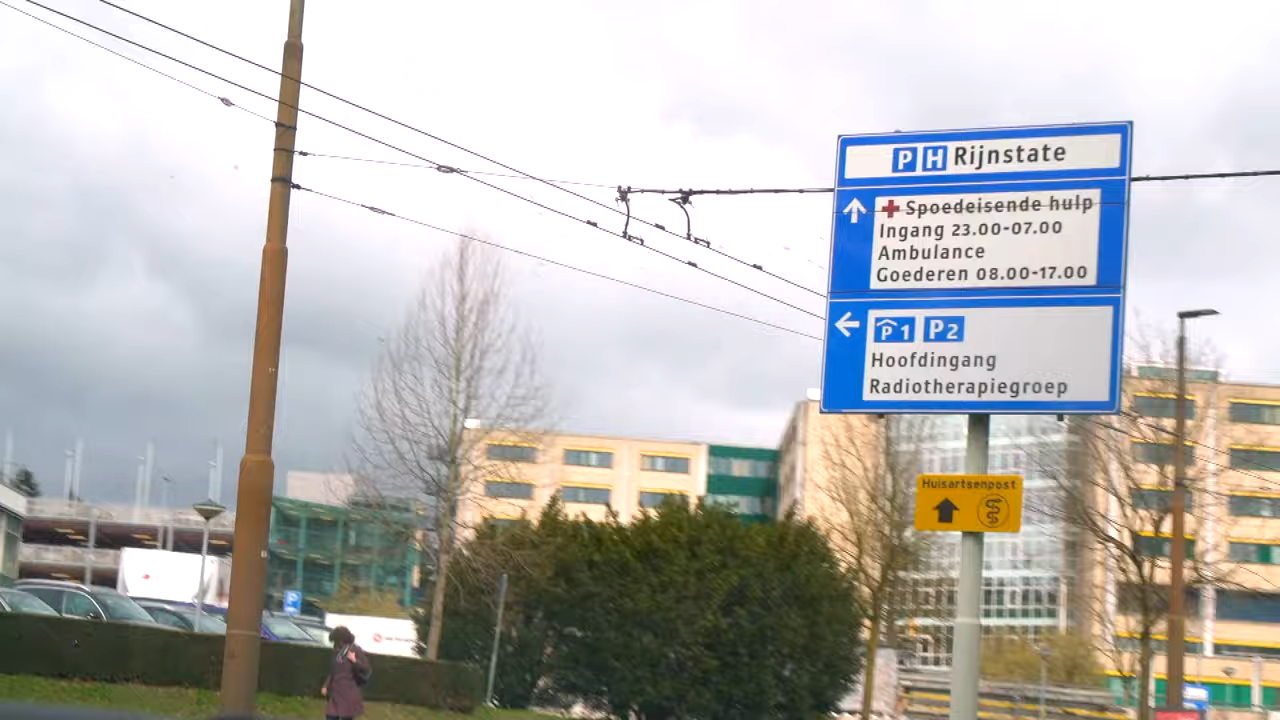 P H Rijnstate
Spoedeisende hulp
Ingang 23.00-07.00
Ambulance
Goederen 08.00-17.00
P1 P2
Hoofdingang
Radiotherapiegroep
Huisartsenpost
P